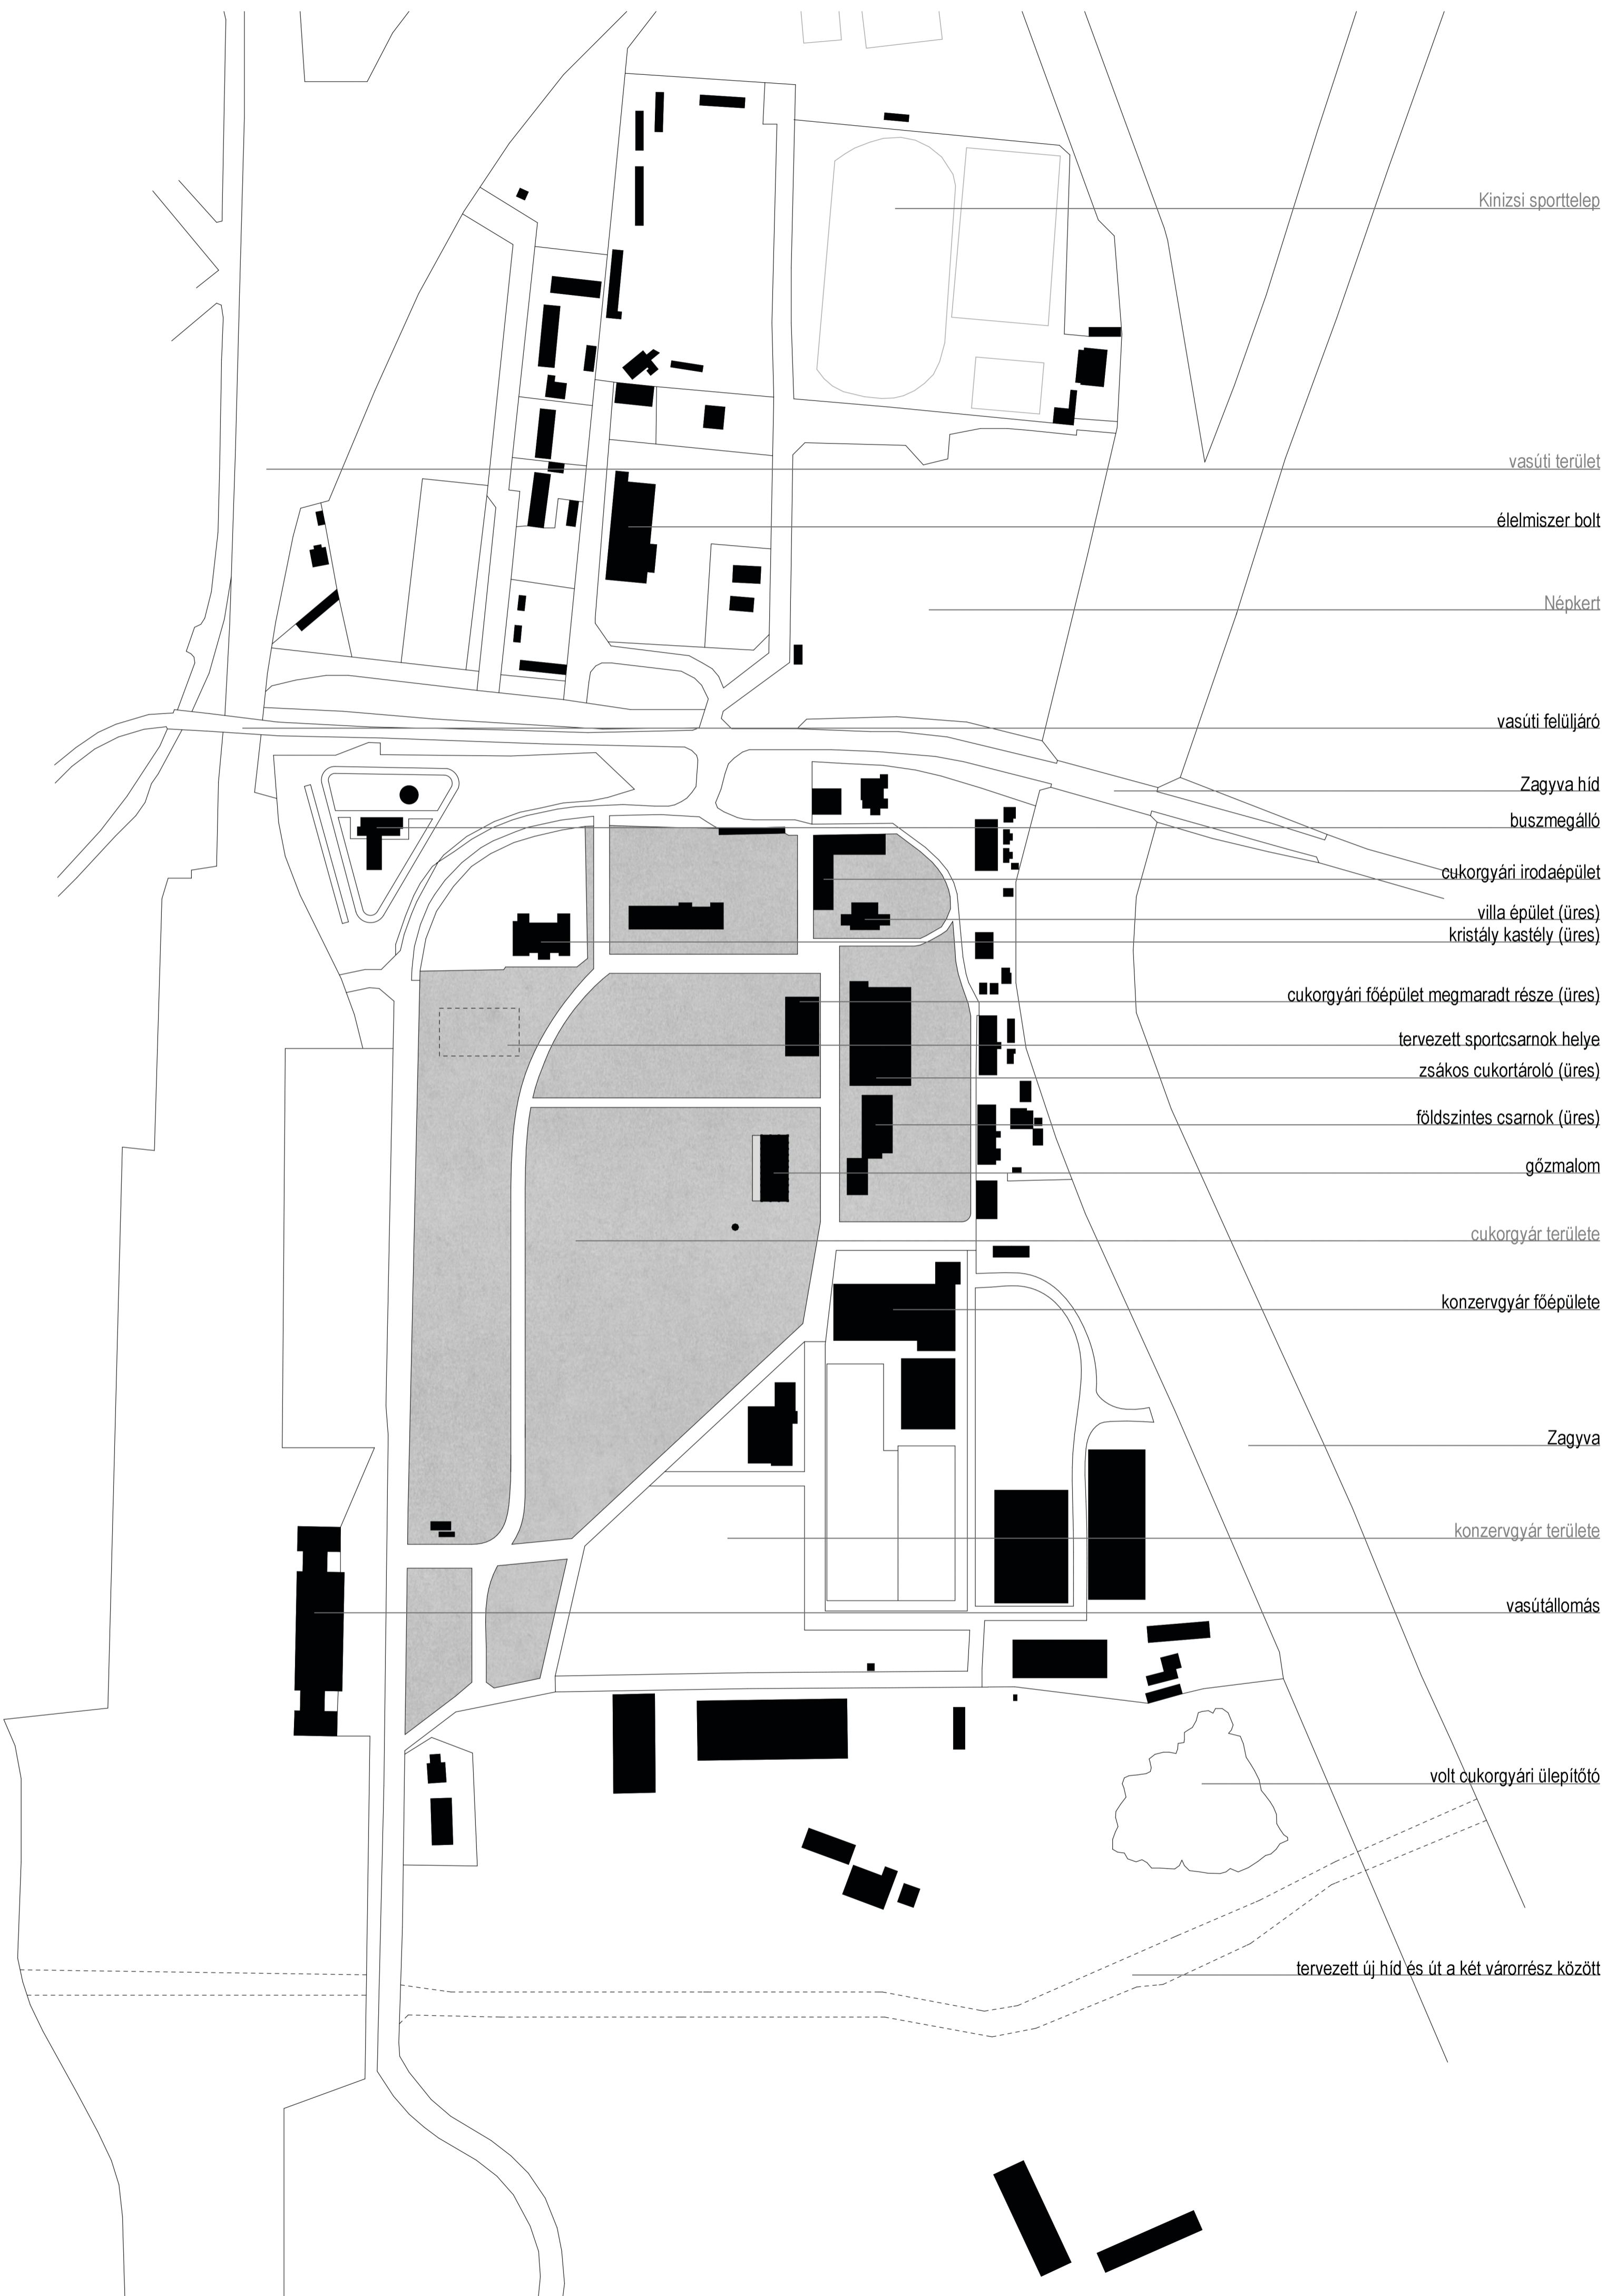 Kinizsi sporttelep
vasúti terület
élelmiszer bolt
Népkert
vasúti felüljáró
Zagyva híd
buszmegálló
cukorgyári irodaépület
villa épület (üres)
kristály kastély (üres)
cukorgyári főépület megmaradt része (üres)
tervezett sportcsarnok helye
zsákos cukortároló (üres)
földszintes csarnok (üres)
gőzmalom
cukorgyár területe
konzervgyár főépülete
Zagyva
konzervgyár területe
vasútállomás
volt cukorgyári ülepítőtó
tervezett új híd és út a két várorrész között